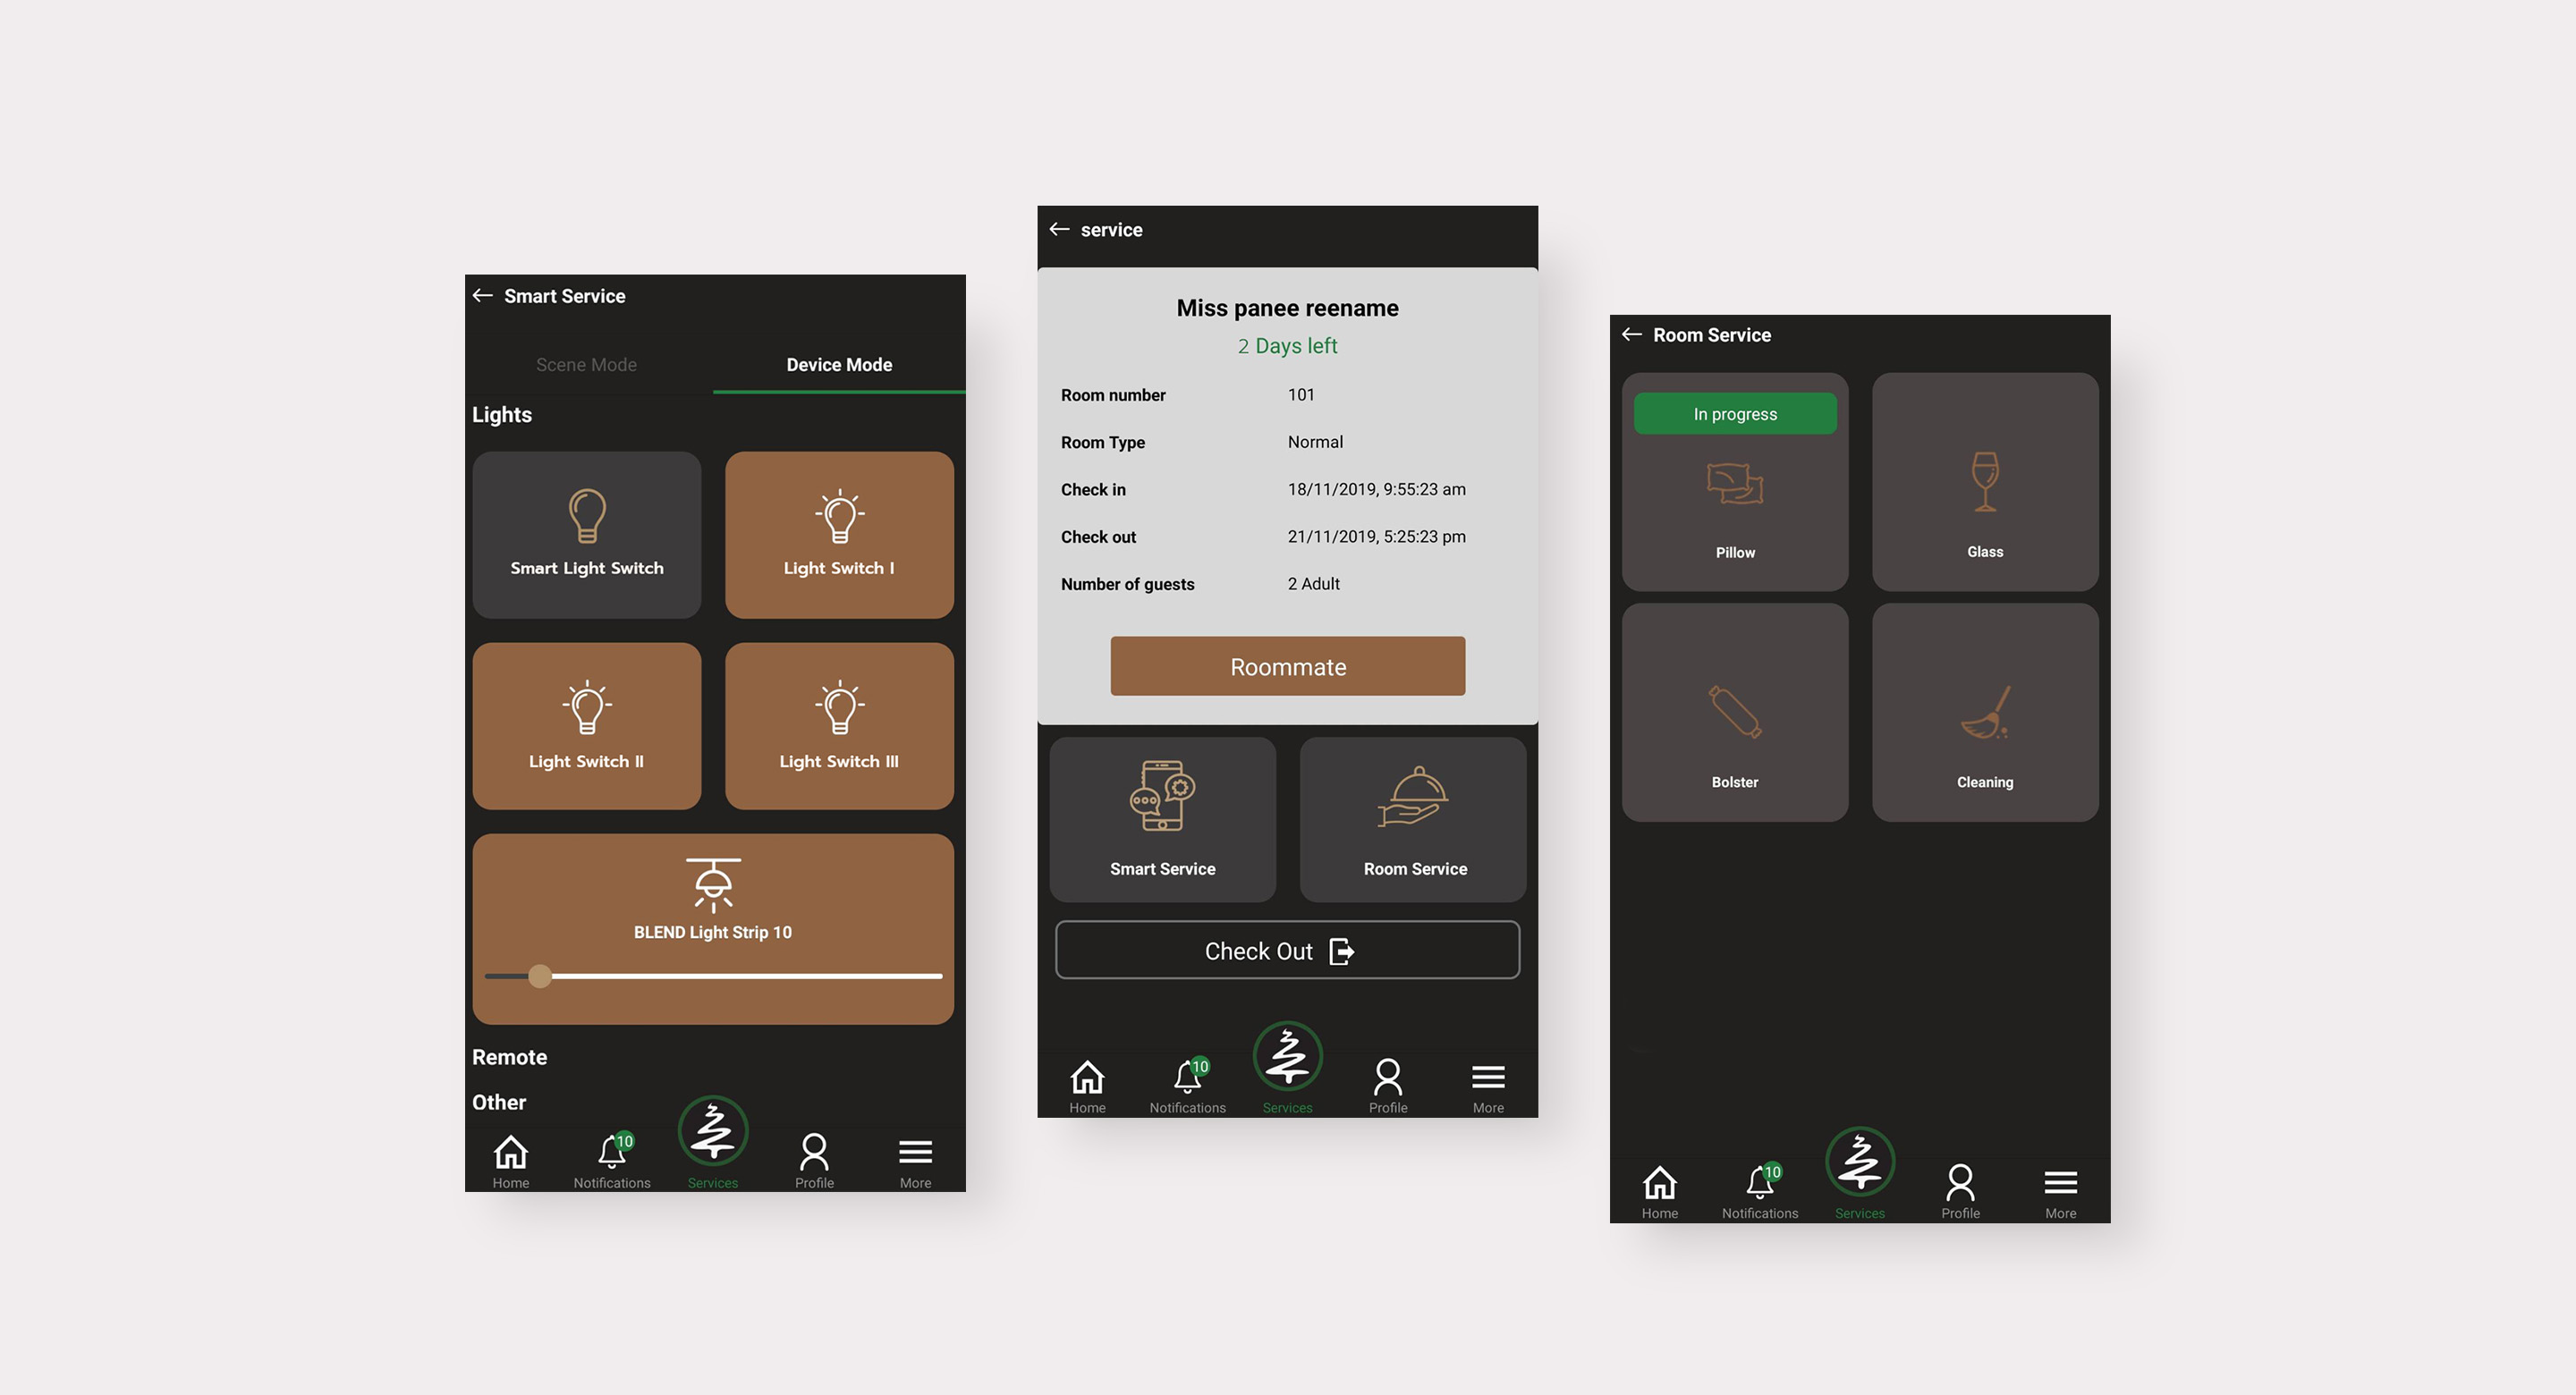 Smart Service
Scene Mode
Device Mode
Lights
Smart Light Switch
Light Switch I
Light Switch II
Light Switch III
BLEND Light Strip 10
Remote
Other
10
Home
Notifications
Services
Profile
More
service
Miss panee reename
2 Days left
Room number 101
Room Type Normal
Check in 18/11/2019, 9:55:23 am
Check out 21/11/2019, 5:25:23 pm
Number of guests 2 Adult
Roommate
Smart Service
Room Service
Check Out
10
Home
Notifications
Services
Profile
More
Room Service
In progress
Pillow
Glass
Bolster
Cleaning
10
Home
Notifications
Services
Profile
More